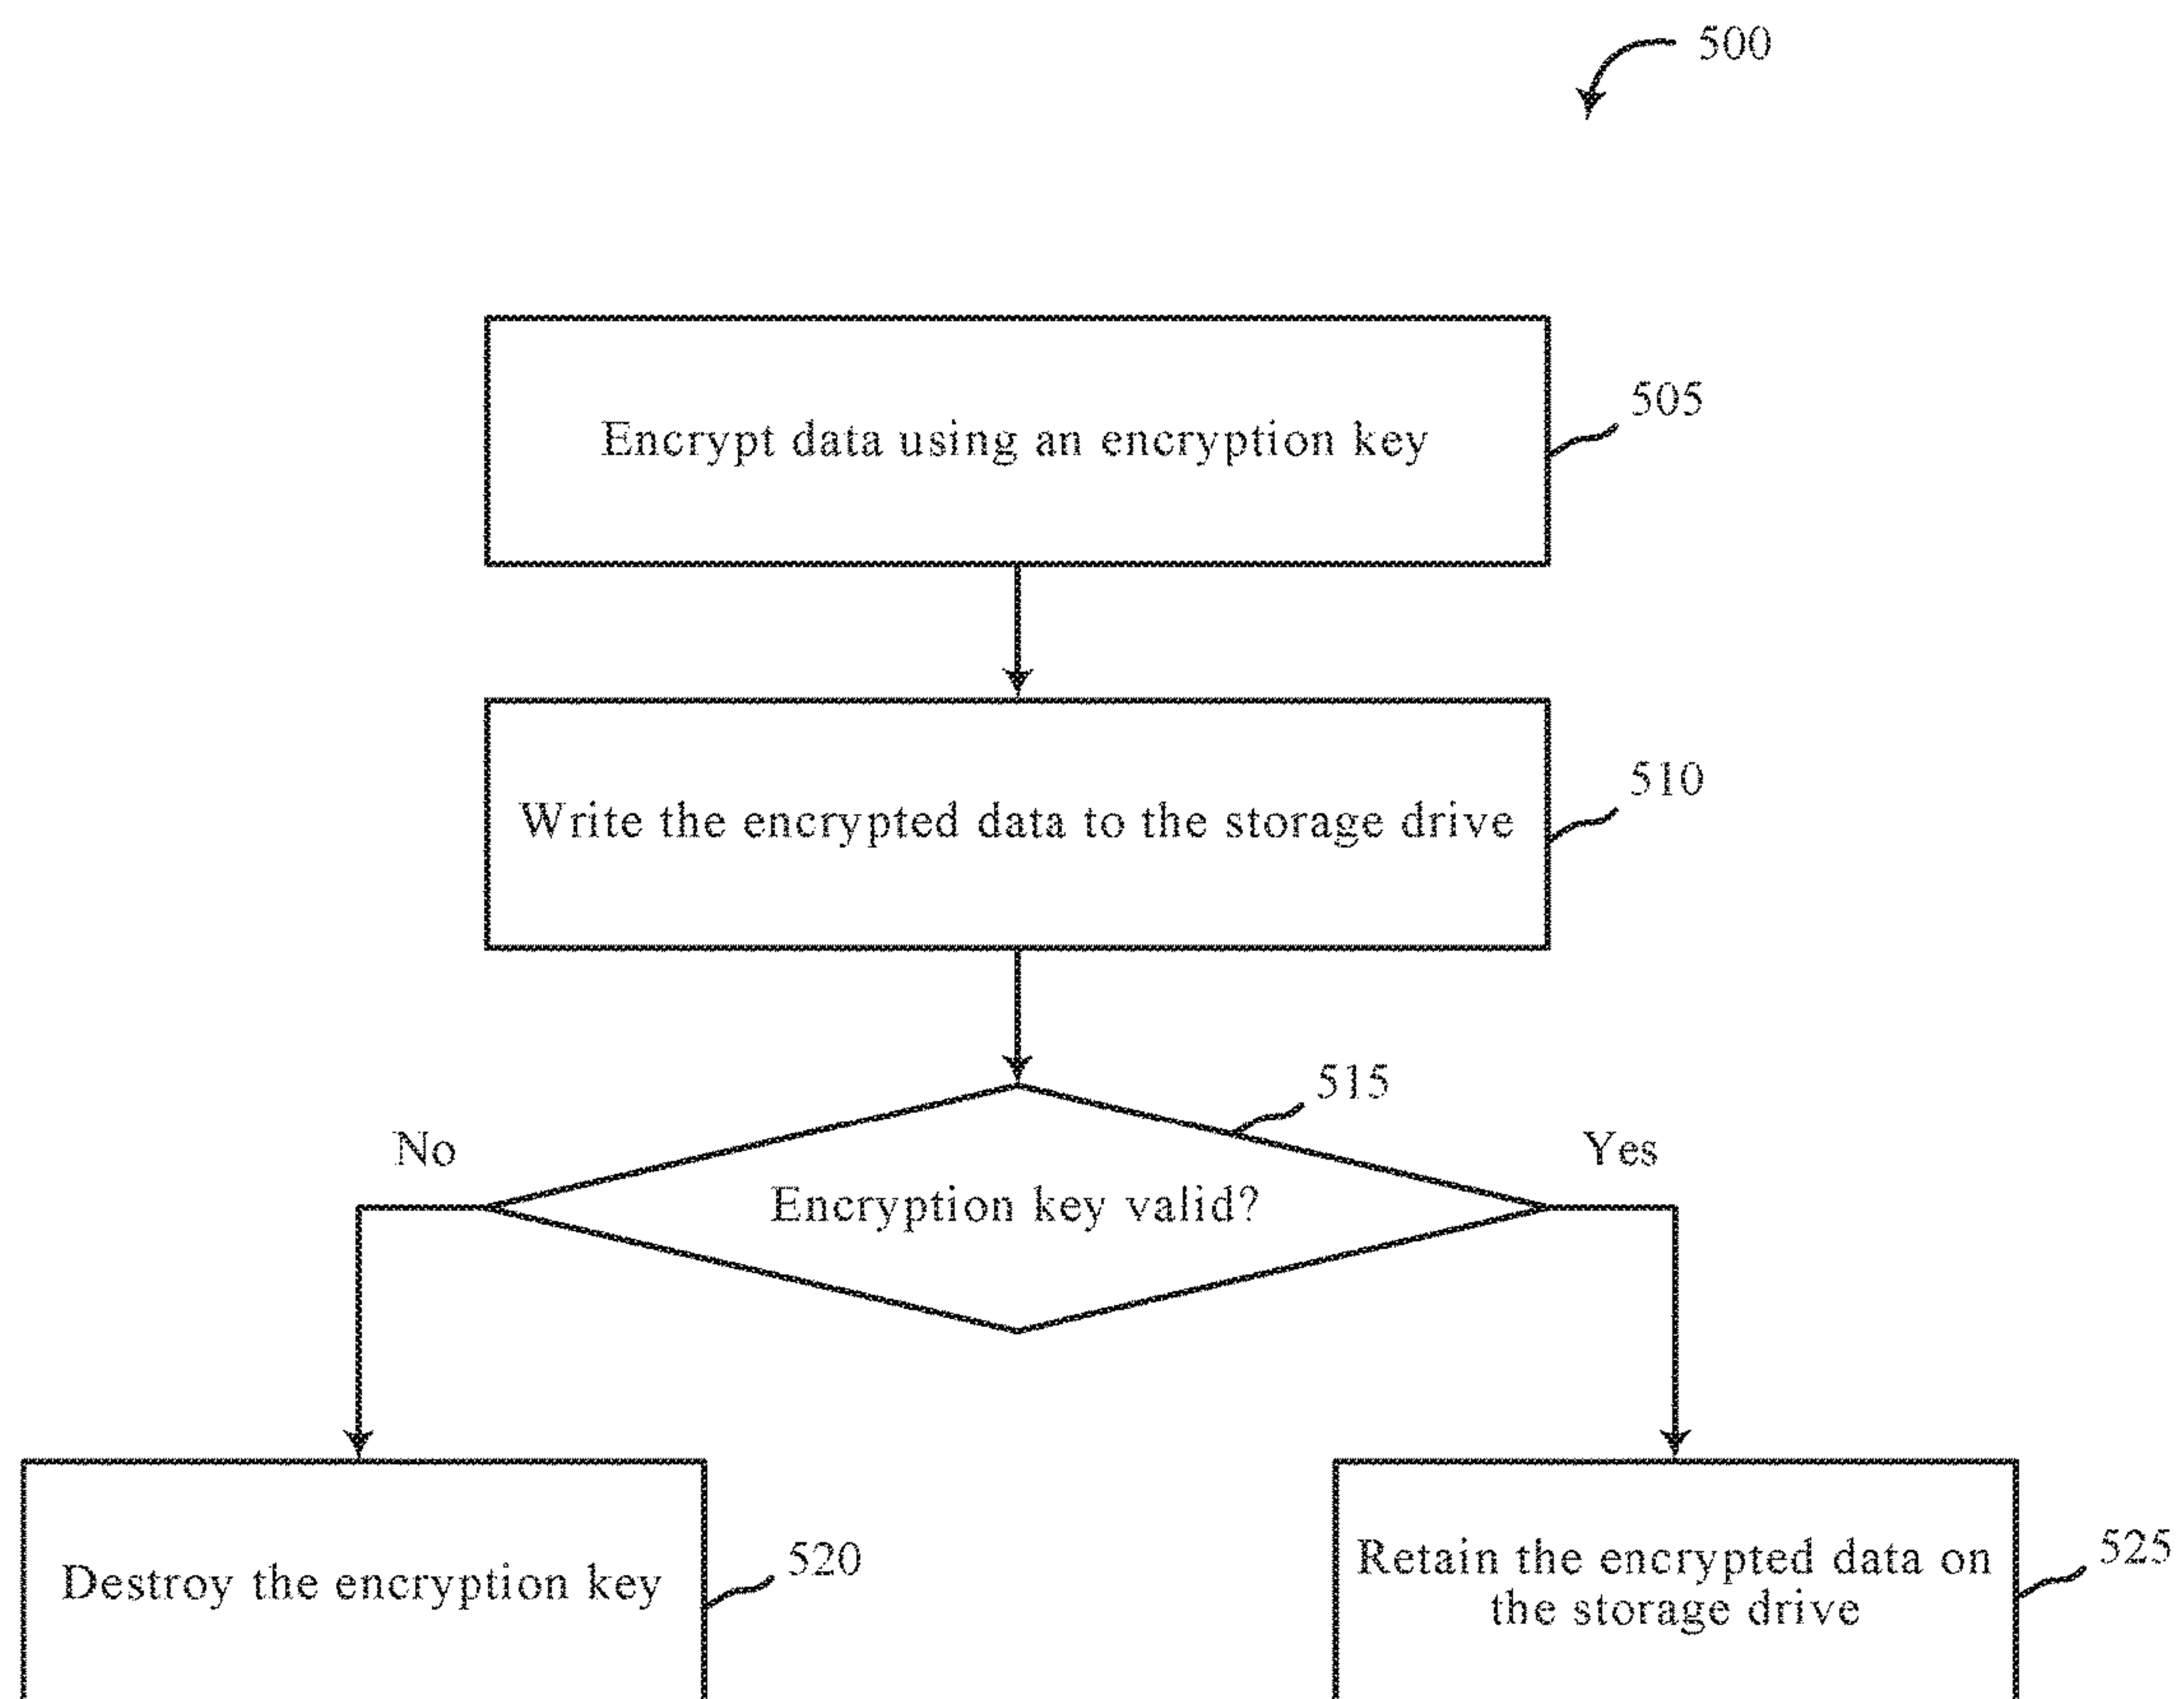 500
Encrypt data using an encryption key
505
Write the encrypted data to the storage drive
510
515
No
Yes
Encryption key valid?
Destroy the encryption key
520
Retain the encrypted data on
the storage drive
525